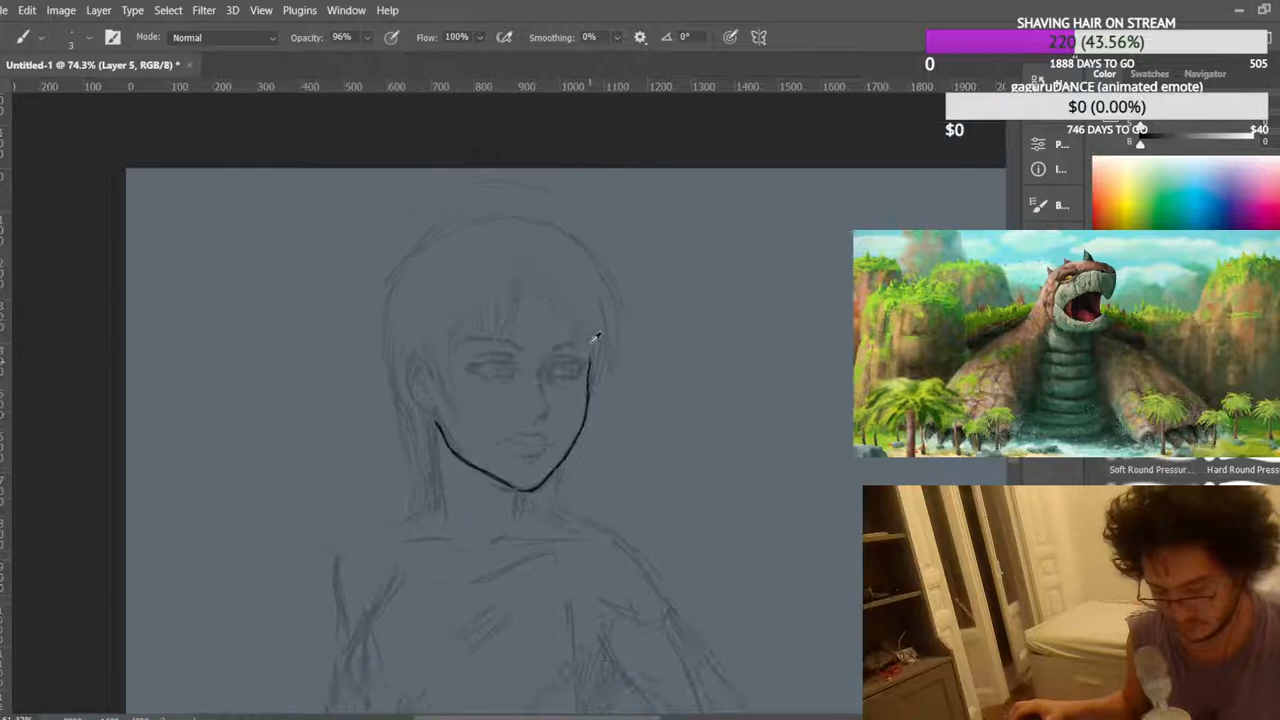 Edit Image Layer Type Select Filter 3D View Plugins Window Help
3 Mode: Normal Opacity: 96% Flow: 100% Smoothing: 0% 0°
SHAVING HAIR ON STREAM
220 (43.56%)
0 1888 DAYS TO GO 505
Untitled-1 @ 74.3% (Layer 5, RGB/8) *
Color Swatches Navigator
gaguruDANCE (animated emote)
$0 (0.00%)
$0 746 DAYS TO GO $40
200 100 0 100 200 300 400 500 600 700 800 900 1000 1100 1200 1300 1400 1500 1600 1700 1800 1900
S
B 0
P...
I...
B...
Soft Round Pressur... Hard Round Pressur